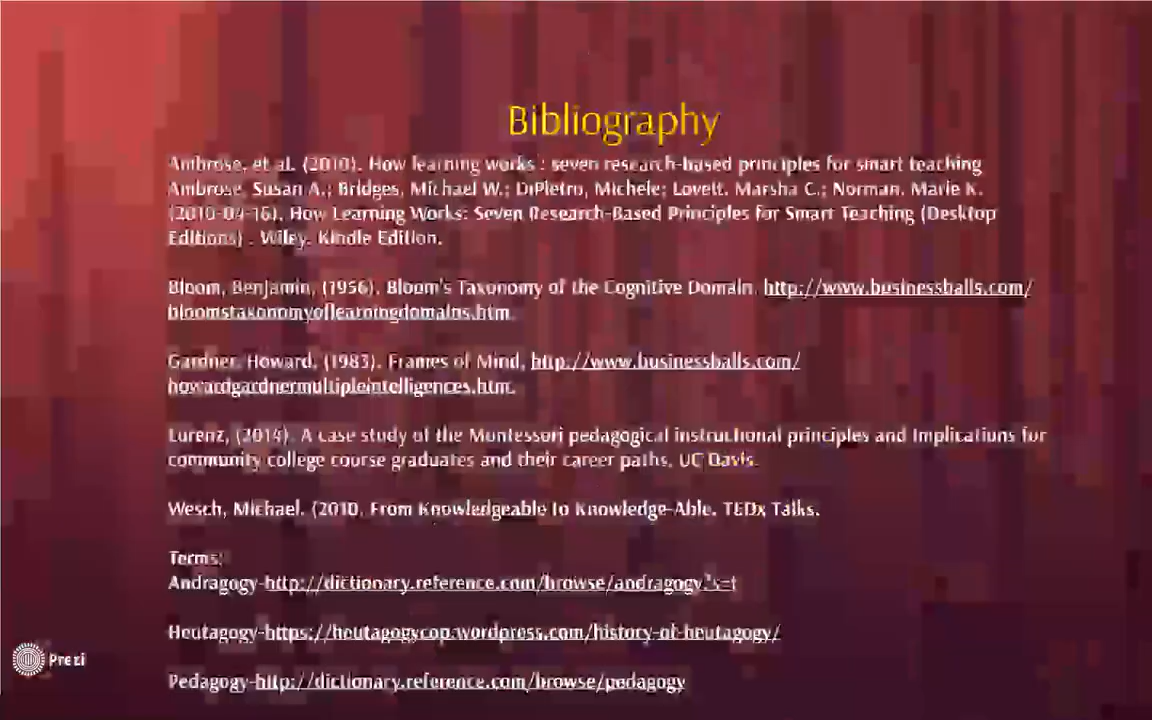 Bibliography
Ambrose, et al. (2010). How learning works : seven research-based principles for smart teaching
Ambrose, Susan A.; Bridges, Michael W.; DiPietro, Michele; Lovett, Marsha C.; Norman, Marie K.
(2010-04-16). How Learning Works: Seven Research-Based Principles for Smart Teaching (Desktop
Editions) . Wiley. Kindle Edition.
Bloom, Benjamin, (1956). Bloom's Taxonomy of the Cognitive Domain. http://www.businessballs.com/
bloomstaxonomyoflearningdomains.htm.
Gardner, Howard, (1983). Frames of Mind, http://www.businessballs.com/
howardgardnermultipleintelligences.htm.
Lorenz, (2014). A case study of the Montessori pedagogical instructional principles and Implications for
community college course graduates and their career paths, UC Davis.
Wesch, Michael. (2010. From Knowledgeable to Knowledge-Able. TEDx Talks.
Terms:
Andragogy-http://dictionary.reference.com/browse/andragogy?s=t
Heutagogy-https://heutagogycop.wordpress.com/history-of-heutagogy/
Prezi
Pedagogy-http://dictionary.reference.com/browse/pedagogy